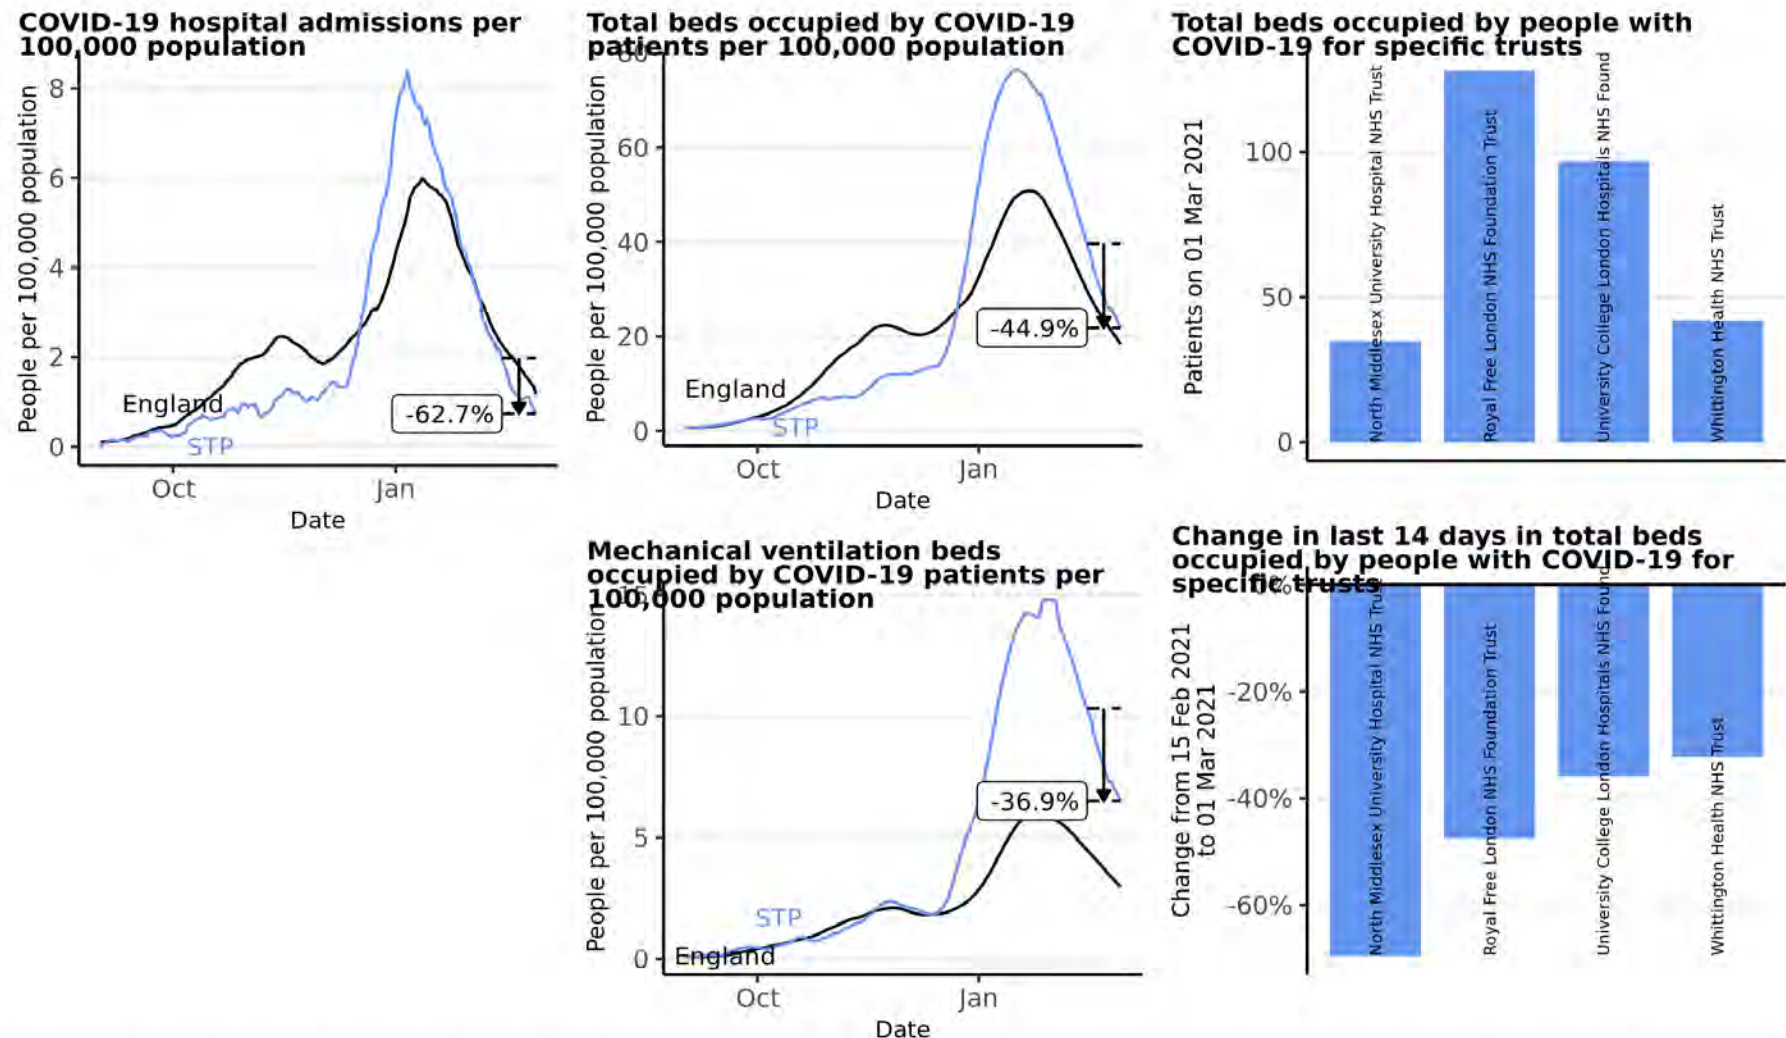 COVID-19 hospital admissions per
100,000 population
People per 100,000 population
8
6
4
2
0
England
STP
-62.7%
Oct
Jan
Date
Total beds occupied by COVID-19
patients per 100,000 population
People per 100,000 population
80
60
40
20
0
England
STP
-44.9%
Oct
Jan
Date
Total beds occupied by people with
COVID-19 for specific trusts
Patients on 01 Mar 2021
100
50
0
North Middlesex University Hospital NHS Trust
Royal Free London NHS Foundation Trust
University College London Hospitals NHS Found
Whittington Health NHS Trust
Mechanical ventilation beds
occupied by COVID-19 patients per
100,000 population
People per 100,000 population
15
10
5
0
STP
England
-36.9%
Oct
Jan
Date
Change in last 14 days in total beds
occupied by people with COVID-19 for
specific trusts
Change from 15 Feb 2021
to 01 Mar 2021
0%
-20%
-40%
-60%
North Middlesex University Hospital NHS Trust
Royal Free London NHS Foundation Trust
University College London Hospitals NHS Found
Whittington Health NHS Trust